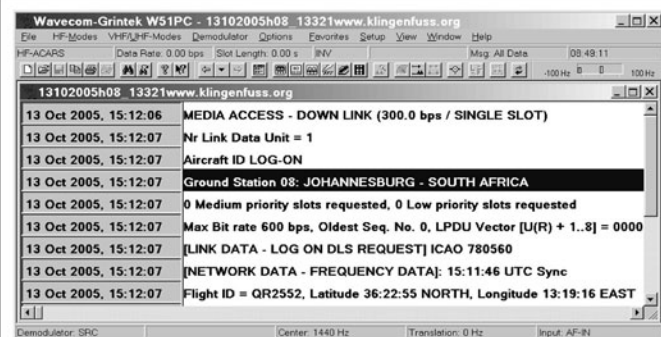 Wavecom-Grintek W51PC - 13102005h08_13321www.klingenfuss.org
File HF-Modes VHF/UHF-Modes Demodulator Options Favorites Setup View Window Help
HF-ACARS Data Rate: 0.00 bps Slot Length: 0.00 s INV Msg: All Data 08:49:11
-100 Hz 0 100 Hz
13102005h08_13321www.klingenfuss.org
13 Oct 2005, 15:12:06 MEDIA ACCESS - DOWN LINK (300.0 bps / SINGLE SLOT)
13 Oct 2005, 15:12:07 Nr Link Data Unit = 1
13 Oct 2005, 15:12:07 Aircraft ID LOG-ON
13 Oct 2005, 15:12:07 Ground Station 08: JOHANNESBURG - SOUTH AFRICA
13 Oct 2005, 15:12:07 0 Medium priority slots requested, 0 Low priority slots requested
13 Oct 2005, 15:12:07 Max Bit rate 600 bps, Oldest Seq. No. 0, LPDU Vector [U(R) + 1..8] = 0000
13 Oct 2005, 15:12:07 [LINK DATA - LOG ON DLS REQUEST] ICAO 780560
13 Oct 2005, 15:12:07 [NETWORK DATA - FREQUENCY DATA]: 15:11:46 UTC Sync
13 Oct 2005, 15:12:07 Flight ID = QR2552, Latitude 36:22:55 NORTH, Longitude 13:19:16 EAST
Demodulator: SRC Center: 1440 Hz Translation: 0 Hz Input: AF-IN